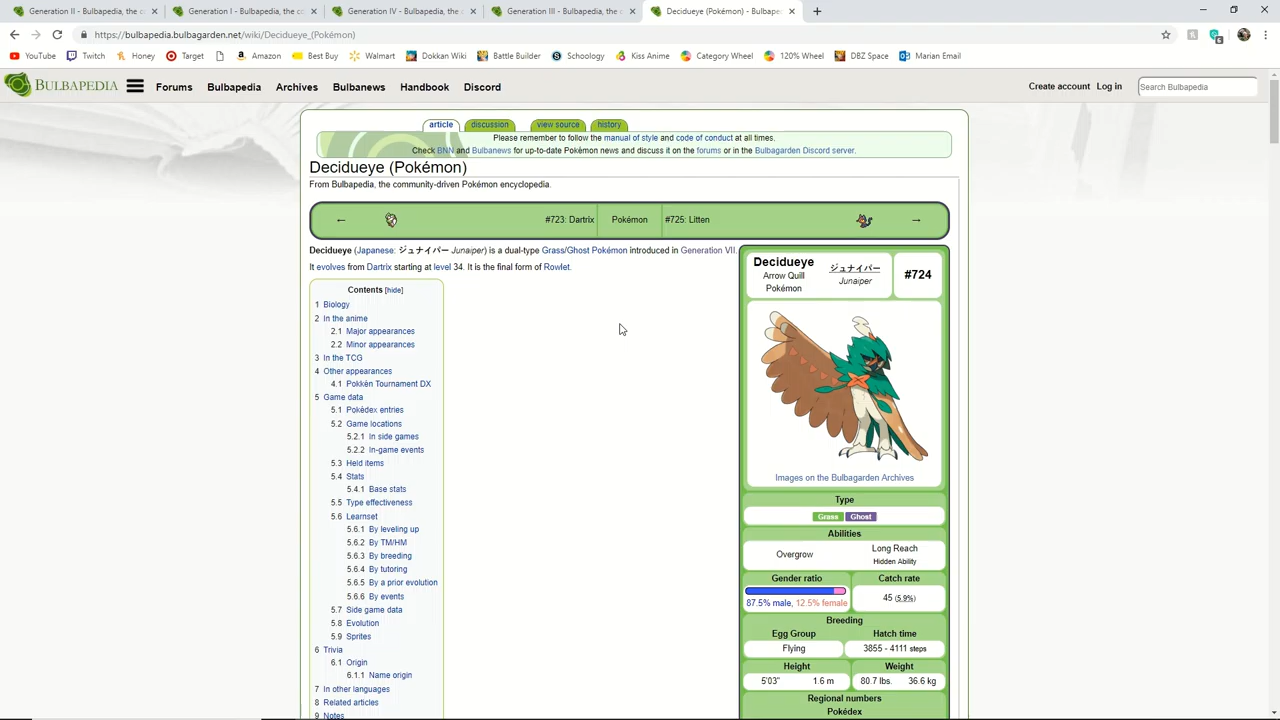 Generation II - Bulbapedia, the c
Generation I - Bulbapedia, the co
Generation IV - Bulbapedia, the c
Generation III - Bulbapedia, the c
Decidueye (Pokémon) - Bulbape
https://bulbapedia.bulbagarden.net/wiki/Decidueye_(Pokémon)
YouTube Twitch Honey Target Amazon Best Buy Walmart Dokkan Wiki Battle Builder Schoology Kiss Anime Category Wheel 120% Wheel DBZ Space Marian Email
BULBAPEDIA Forums Bulbapedia Archives Bulbanews Handbook Discord Create account Log in Search Bulbapedia
article discussion view source history
Please remember to follow the manual of style and code of conduct at all times.
Check BNN and Bulbanews for up-to-date Pokémon news and discuss it on the forums or in the Bulbagarden Discord server.
Decidueye (Pokémon)
From Bulbapedia, the community-driven Pokémon encyclopedia.
← #723: Dartrix Pokémon #725: Litten →
Decidueye (Japanese: ジュナイパー Junaiper) is a dual-type Grass/Ghost Pokémon introduced in Generation VII.
It evolves from Dartrix starting at level 34. It is the final form of Rowlet.
Contents [hide]
1 Biology
2 In the anime
2.1 Major appearances
2.2 Minor appearances
3 In the TCG
4 Other appearances
4.1 Pokkén Tournament DX
5 Game data
5.1 Pokédex entries
5.2 Game locations
5.2.1 In side games
5.2.2 In-game events
5.3 Held items
5.4 Stats
5.4.1 Base stats
5.5 Type effectiveness
5.6 Learnset
5.6.1 By leveling up
5.6.2 By TM/HM
5.6.3 By breeding
5.6.4 By tutoring
5.6.5 By a prior evolution
5.6.6 By events
5.7 Side game data
5.8 Evolution
5.9 Sprites
6 Trivia
6.1 Origin
6.1.1 Name origin
7 In other languages
8 Related articles
9 Notes
Decidueye
Arrow Quill
Pokémon
ジュナイパー
Junaiper
#724
Images on the Bulbagarden Archives
Type
Grass Ghost
Abilities
Overgrow
Long Reach
Hidden Ability
Gender ratio
87.5% male, 12.5% female
Catch rate
45 (5.9%)
Breeding
Egg Group
Flying
Hatch time
3855 - 4111 steps
Height
5'03" 1.6 m
Weight
80.7 lbs. 36.6 kg
Regional numbers
Pokédex